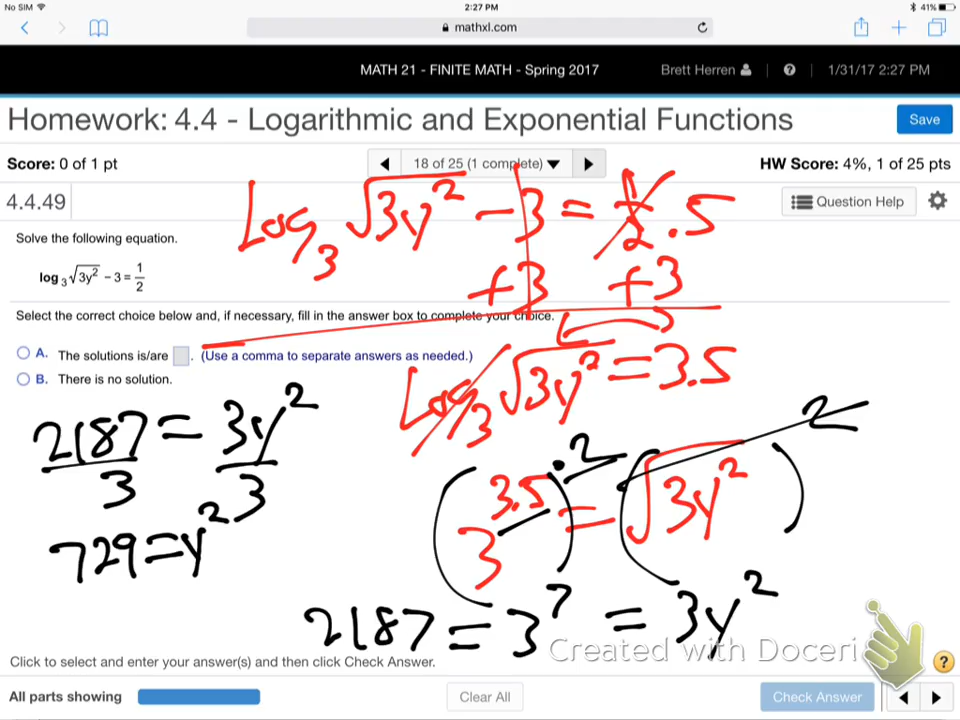 No SIM 2:27 PM 41%
mathxl.com
MATH 21 - FINITE MATH - Spring 2017 Brett Herren 1/31/17 2:27 PM
Homework: 4.4 - Logarithmic and Exponential Functions Save
Score: 0 of 1 pt 18 of 25 (1 complete) HW Score: 4%, 1 of 25 pts
4.4.49 Question Help
Log₃ √3y² - 3 = 1/2 .5
+3 +3
Solve the following equation.
log ₃√3y² - 3 = 1/2
Select the correct choice below and, if necessary, fill in the answer box to complete your choice.
A. The solutions is/are . (Use a comma to separate answers as needed.)
B. There is no solution.
Log₃ √3y² = 3.5
2187 = 3y²
3 3
(3^3.5)^·2 = (√3y²)^2
729 = y²
2187 = 3^7 = 3y²
Created with Doceri
Click to select and enter your answer(s) and then click Check Answer. ?
All parts showing Clear All Check Answer